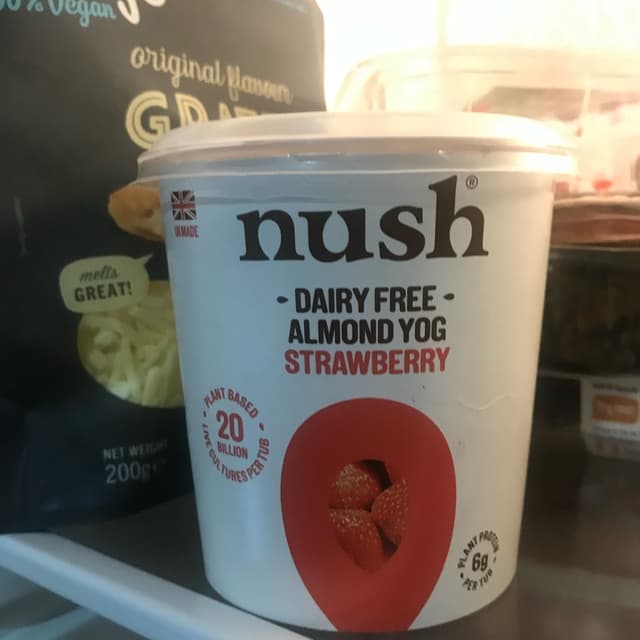 % Vegan
original flavour
melts
GREAT!
NET WEIGHT
200g e
UK MADE
nush®
- DAIRY FREE -
ALMOND YOG
STRAWBERRY
PLANT BASED
20
BILLION
LIVE CULTURES PER TUB
PLANT PROTEIN
6g
PER TUB